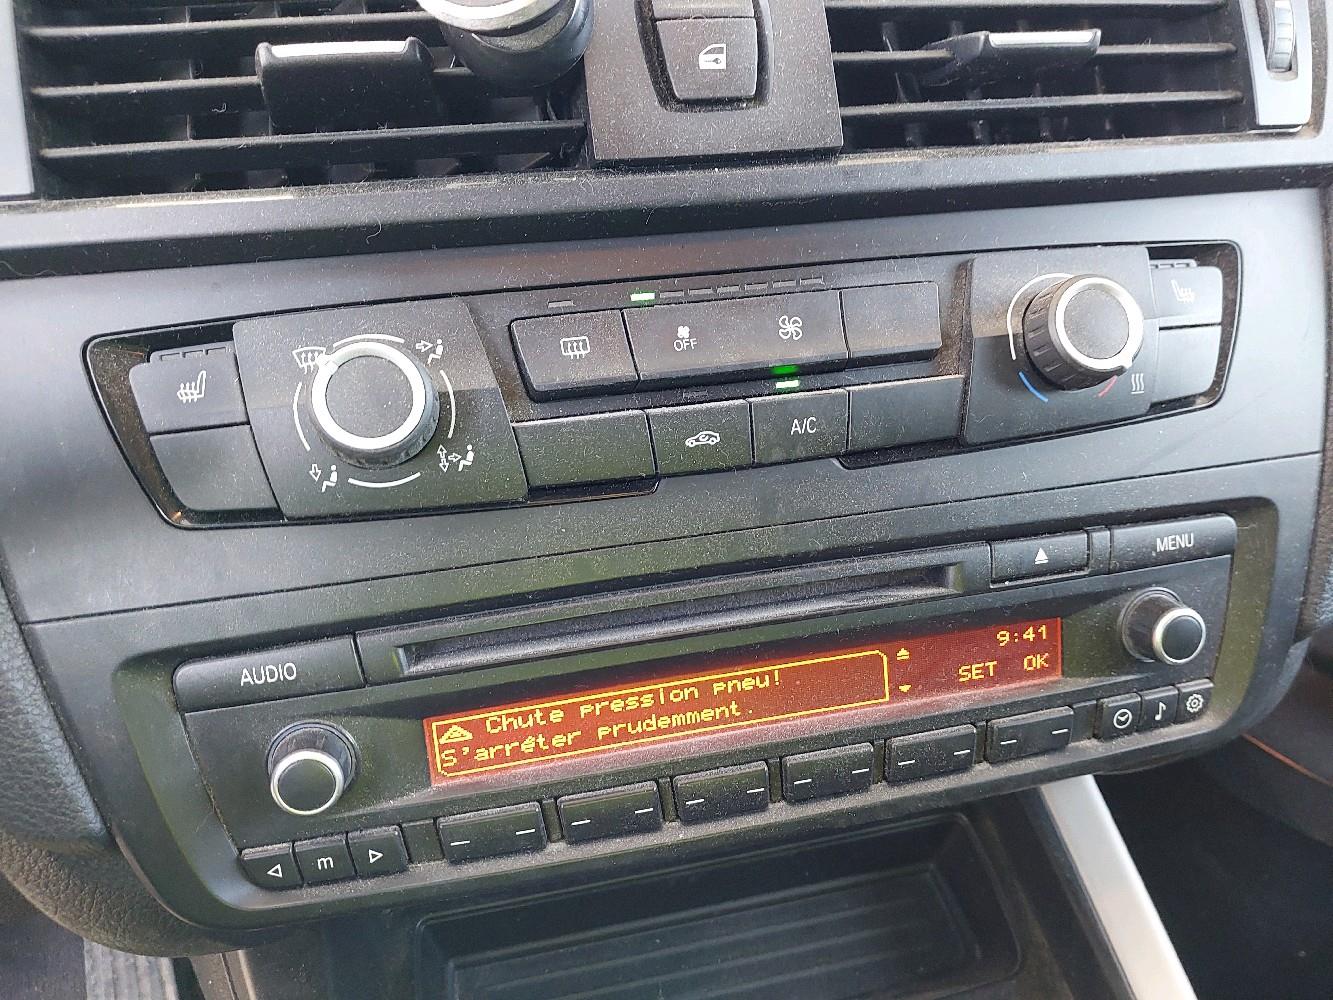 OFF
A/C
MENU
AUDIO
9:41
Chute pression pneu!
SET OK
S'arrêter prudemment.
m